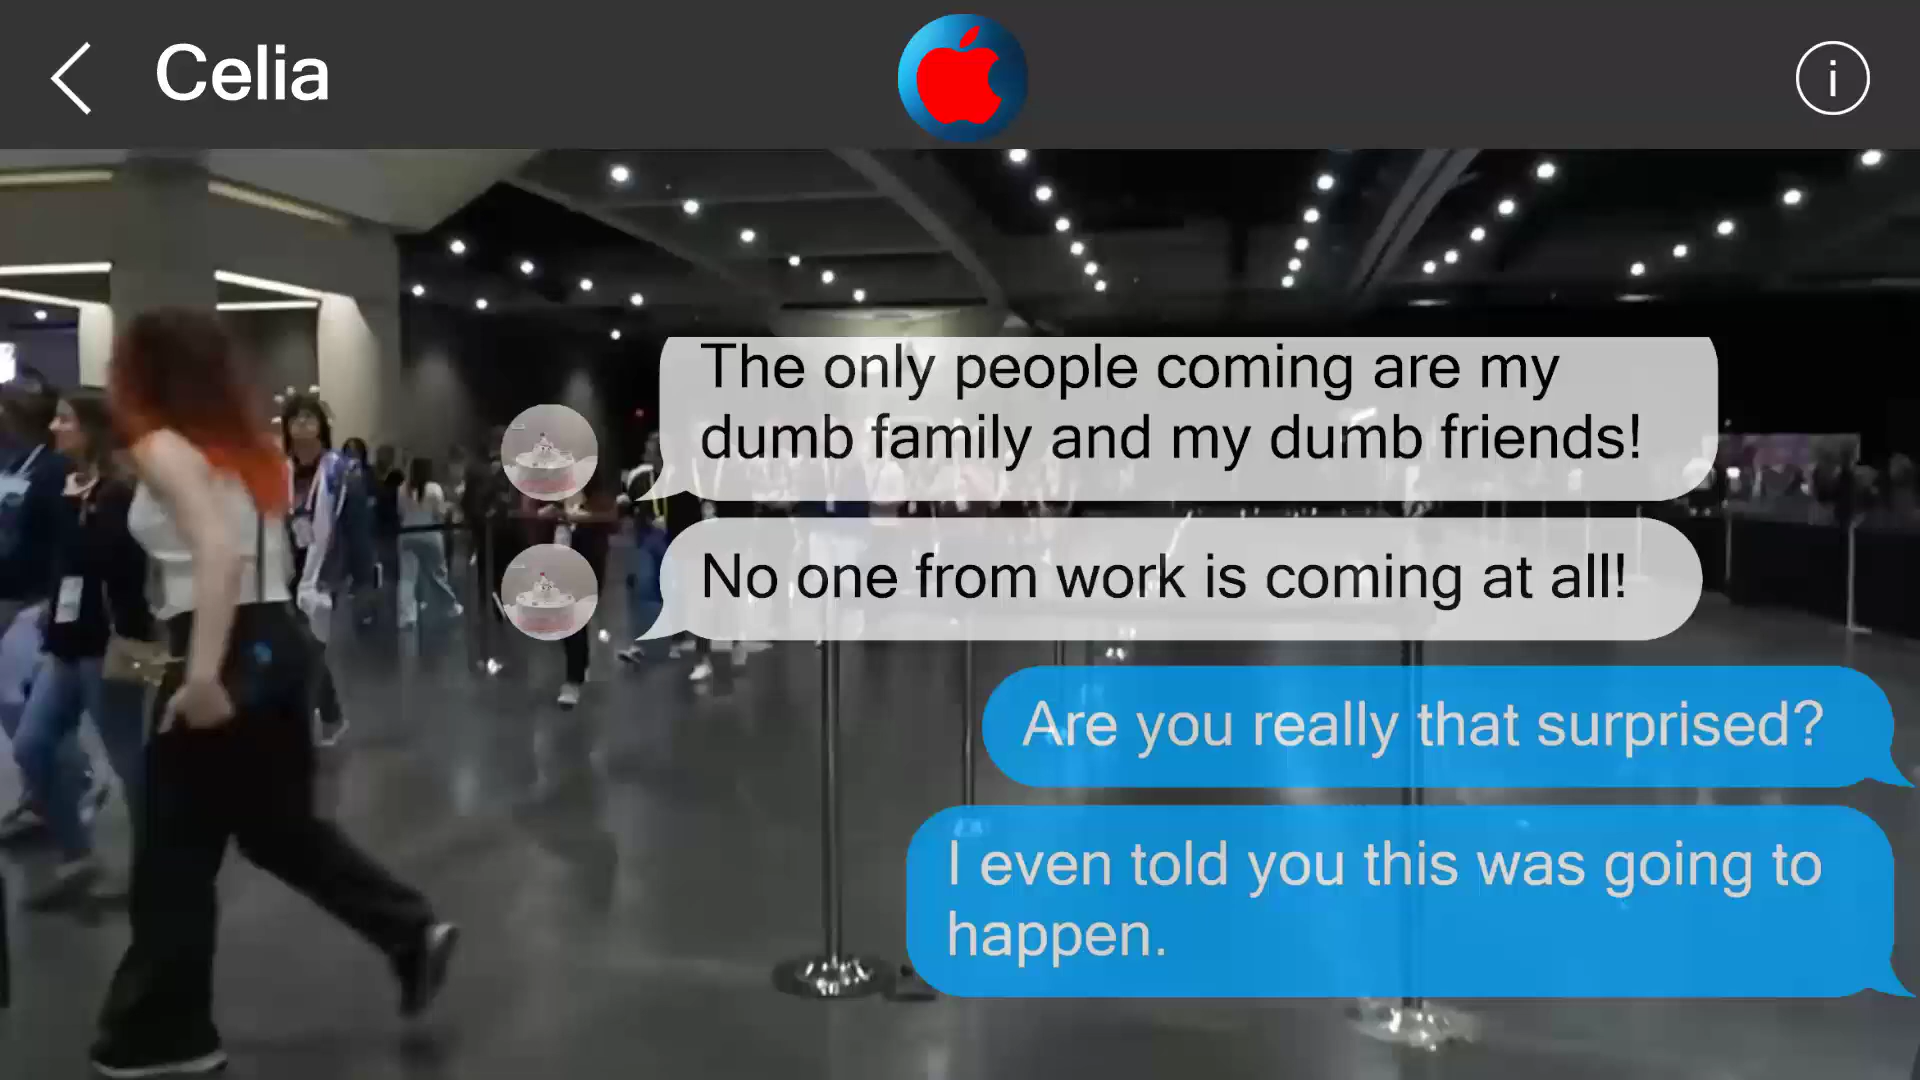 Celia
The only people coming are my
dumb family and my dumb friends!
No one from work is coming at all!
Are you really that surprised?
I even told you this was going to
happen.